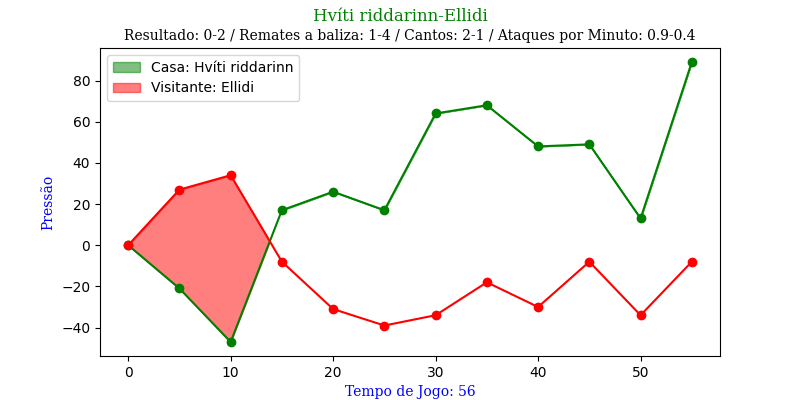 Hvíti riddarinn-Ellidi
Resultado: 0-2 / Remates a baliza: 1-4 / Cantos: 2-1 / Ataques por Minuto: 0.9-0.4
Casa: Hvíti riddarinn
Visitante: Ellidi
Pressão
80
60
40
20
0
−20
−40
0 10 20 30 40 50
Tempo de Jogo: 56